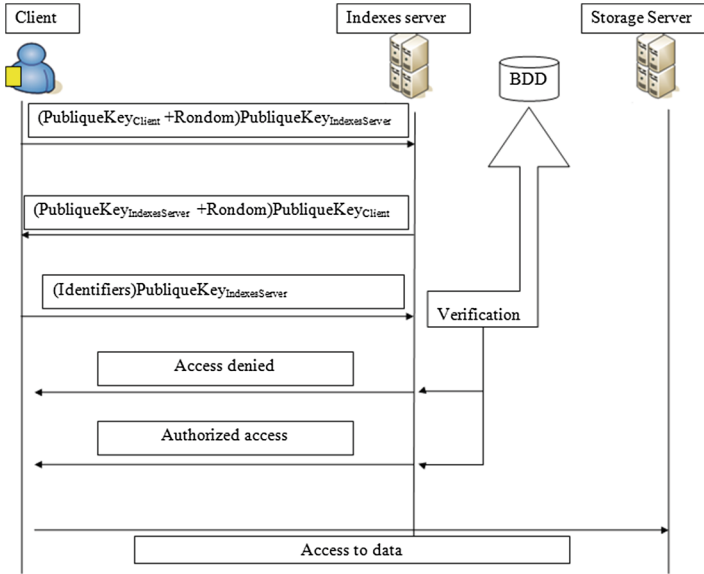 Client
Indexes server
Storage Server
BDD
(PubliqueKeyClient +Rondom)PubliqueKeyIndexesServer
(PubliqueKeyIndexesServer +Rondom)PubliqueKeyClient
(Identifiers)PubliqueKeyIndexesServer
Verification
Access denied
Authorized access
Access to data